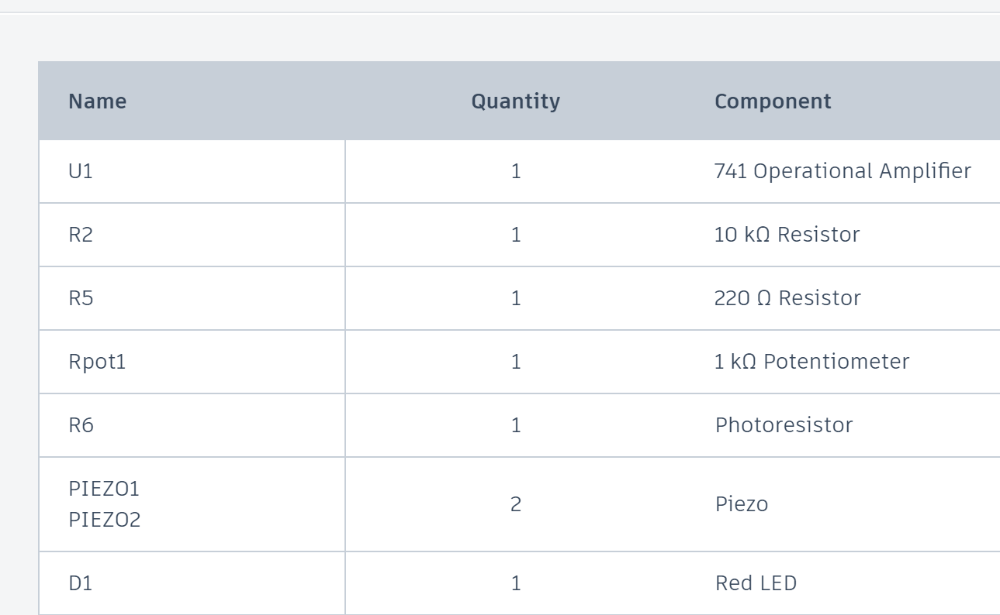 Name Quantity Component
U1 1 741 Operational Amplifier
R2 1 10 kΩ Resistor
R5 1 220 Ω Resistor
Rpot1 1 1 kΩ Potentiometer
R6 1 Photoresistor
PIEZO1
PIEZO2 2 Piezo
D1 1 Red LED